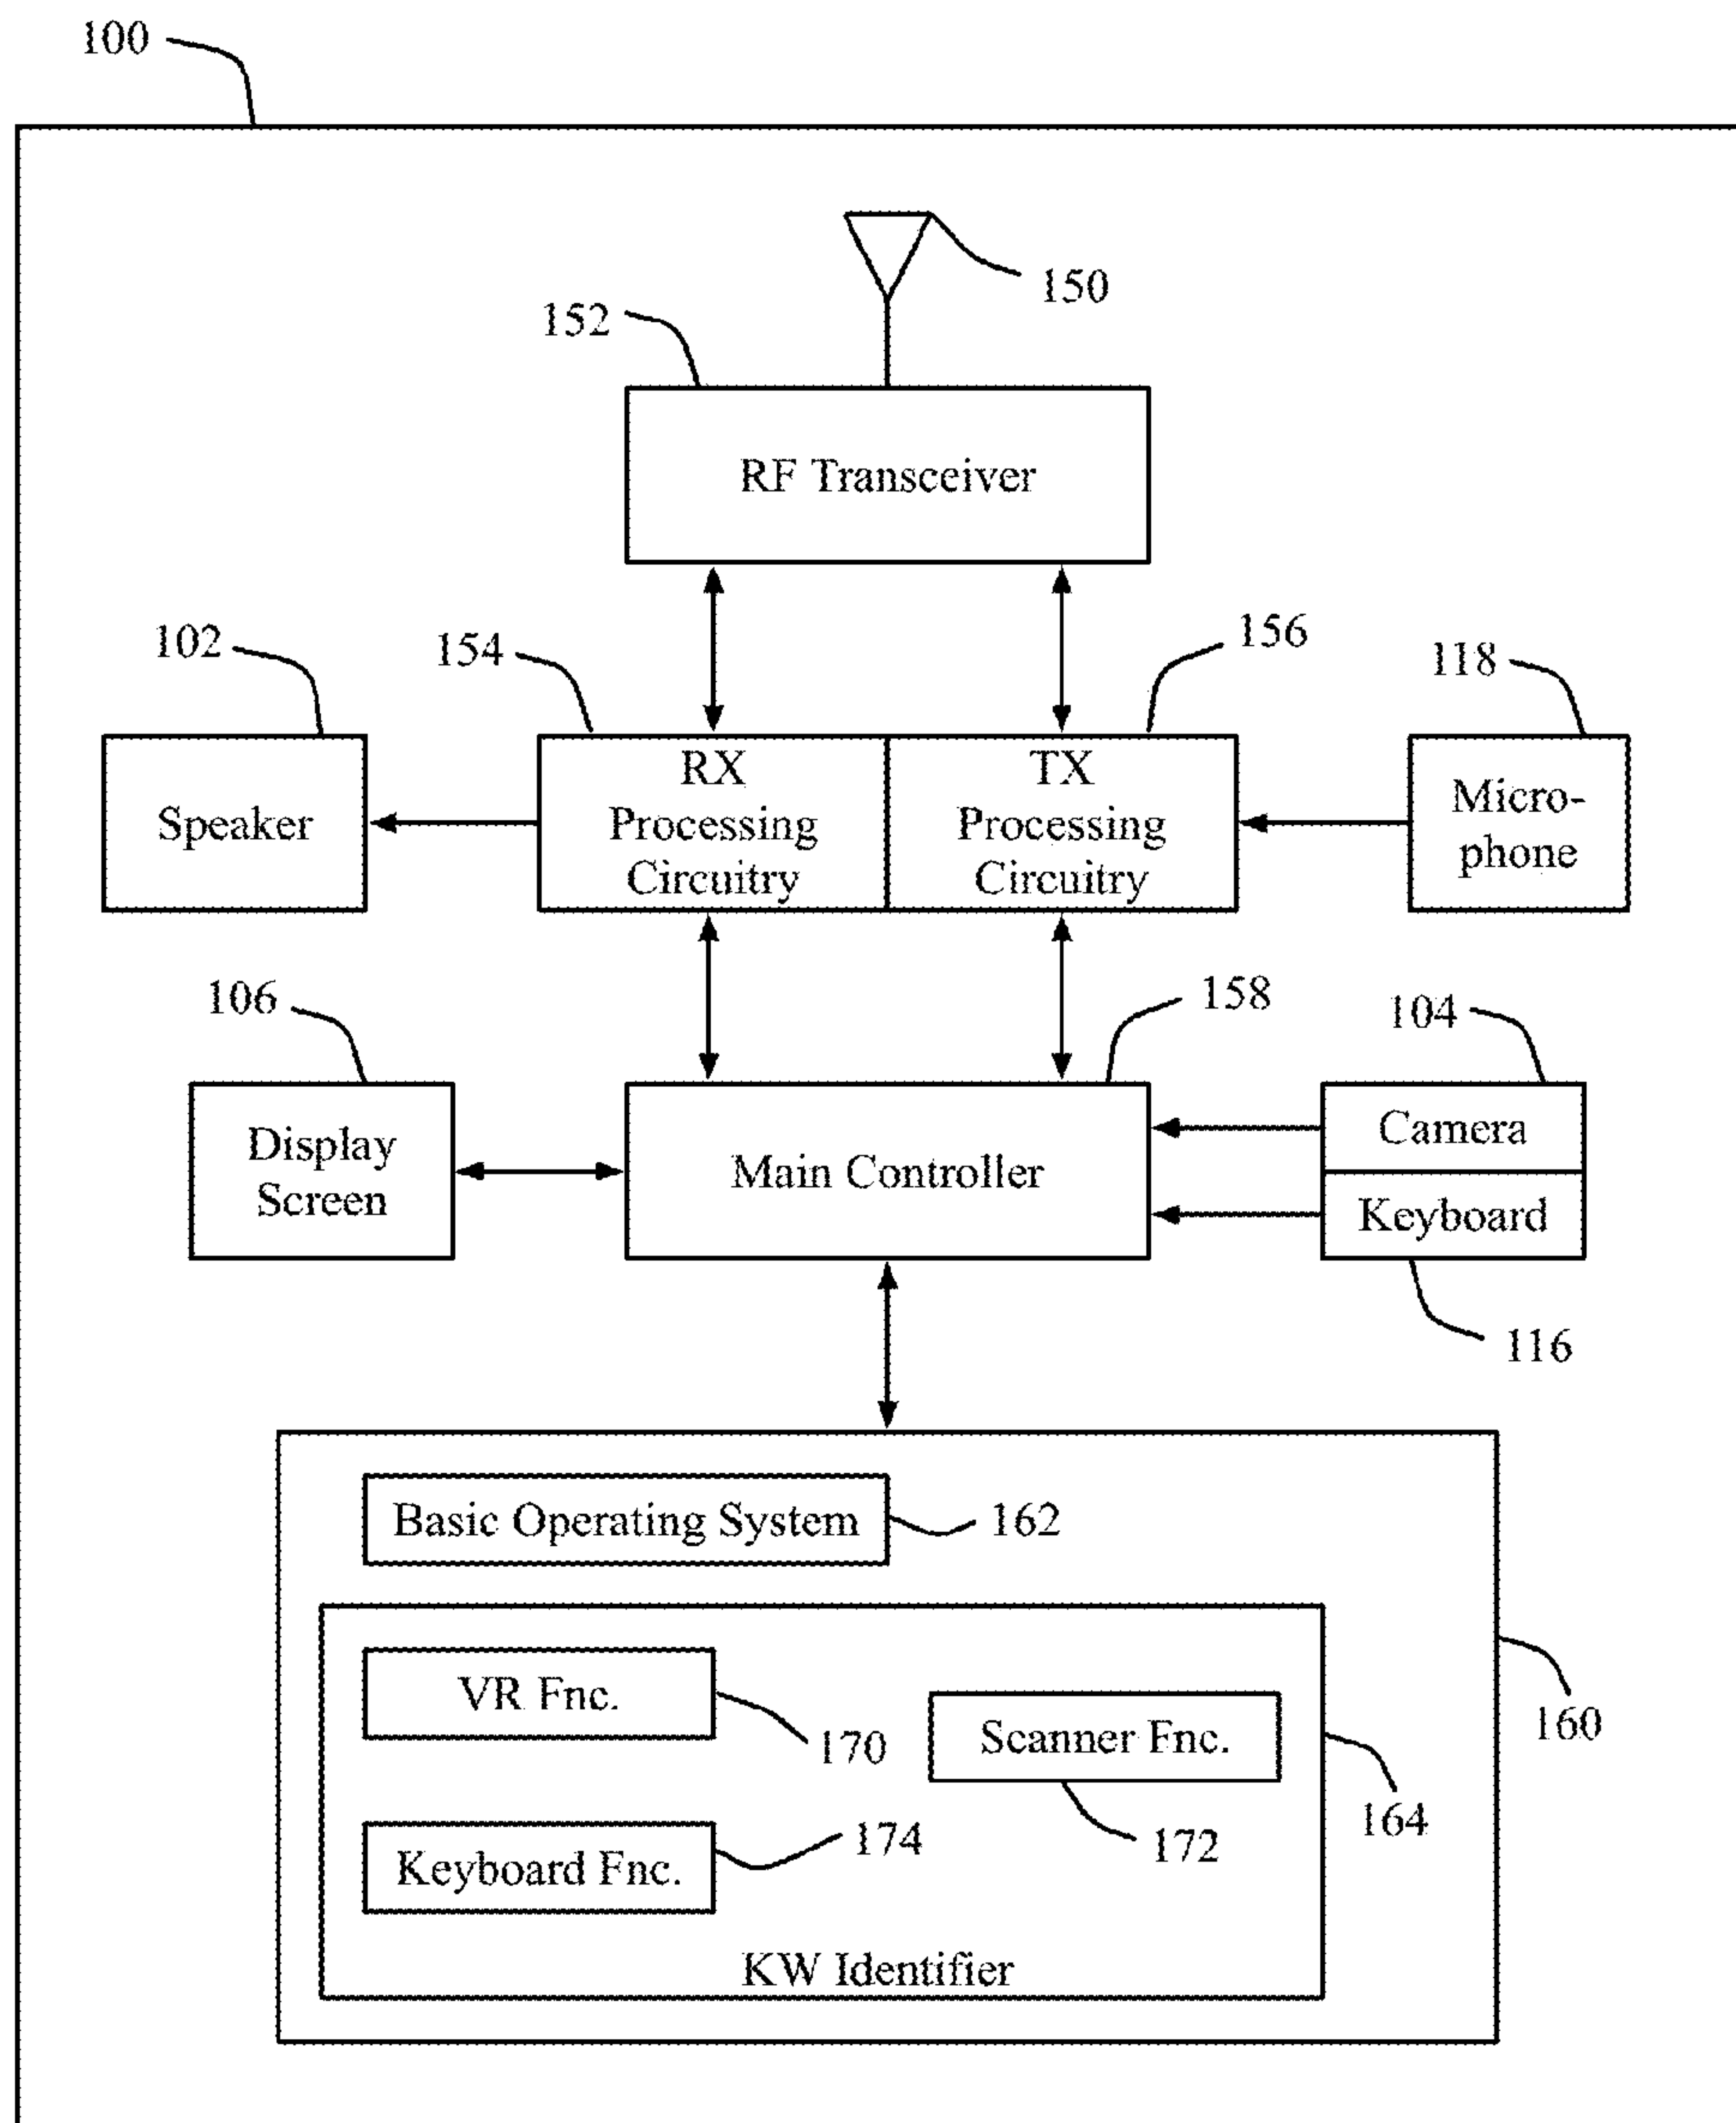 100
150
152
RF Transceiver
102
154
156
118
Speaker
RX
Processing
Circuitry
TX
Processing
Circuitry
Micro-
phone
106
158
104
Display
Screen
Main Controller
Camera
Keyboard
116
Basic Operating System
162
VR Fnc.
170
Scanner Fnc.
172
160
164
Keyboard Fnc.
174
KW Identifier